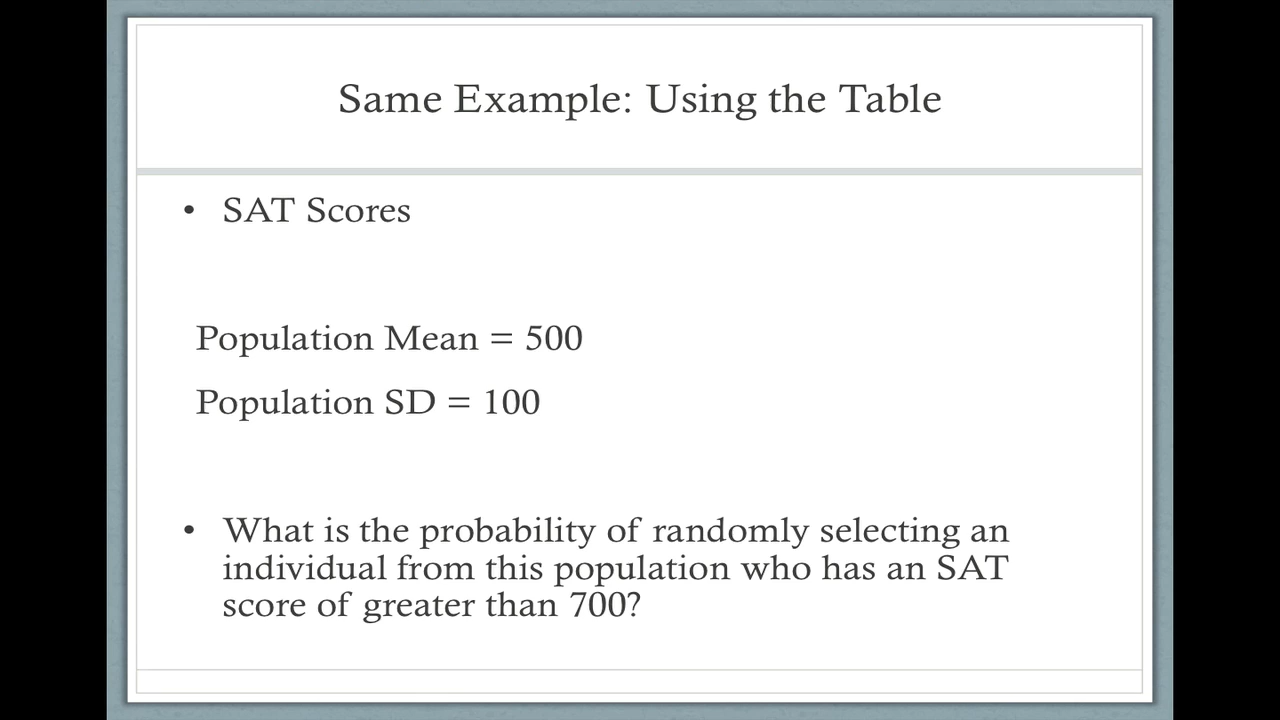 Same Example: Using the Table
• SAT Scores
Population Mean = 500
Population SD = 100
• What is the probability of randomly selecting an
individual from this population who has an SAT
score of greater than 700?